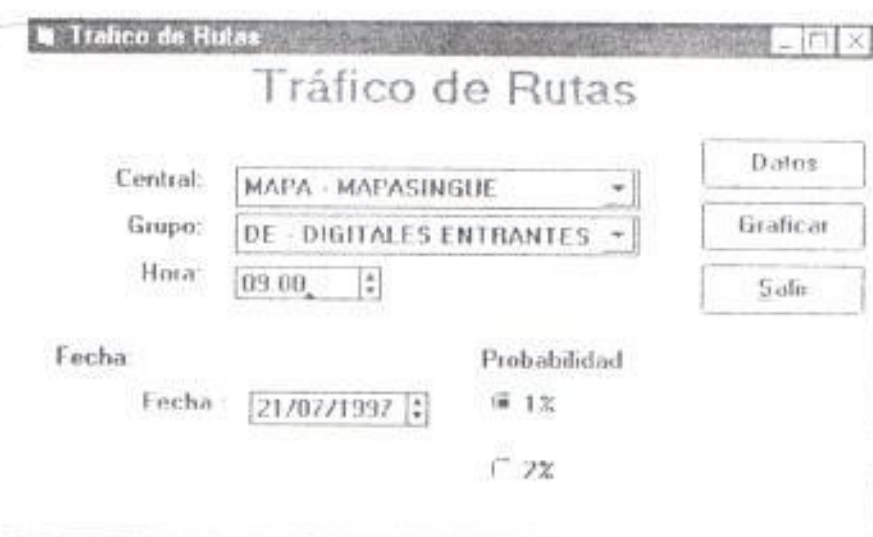 Trafico de Rutas
Tráfico de Rutas
Central: MAPA - MAPASINGUE
Grupo: DE - DIGITALES ENTRANTES
Hora: 09:00
Datos
Graficar
Salir
Fecha:
Fecha : 21/07/1997
Probabilidad
1%
2%